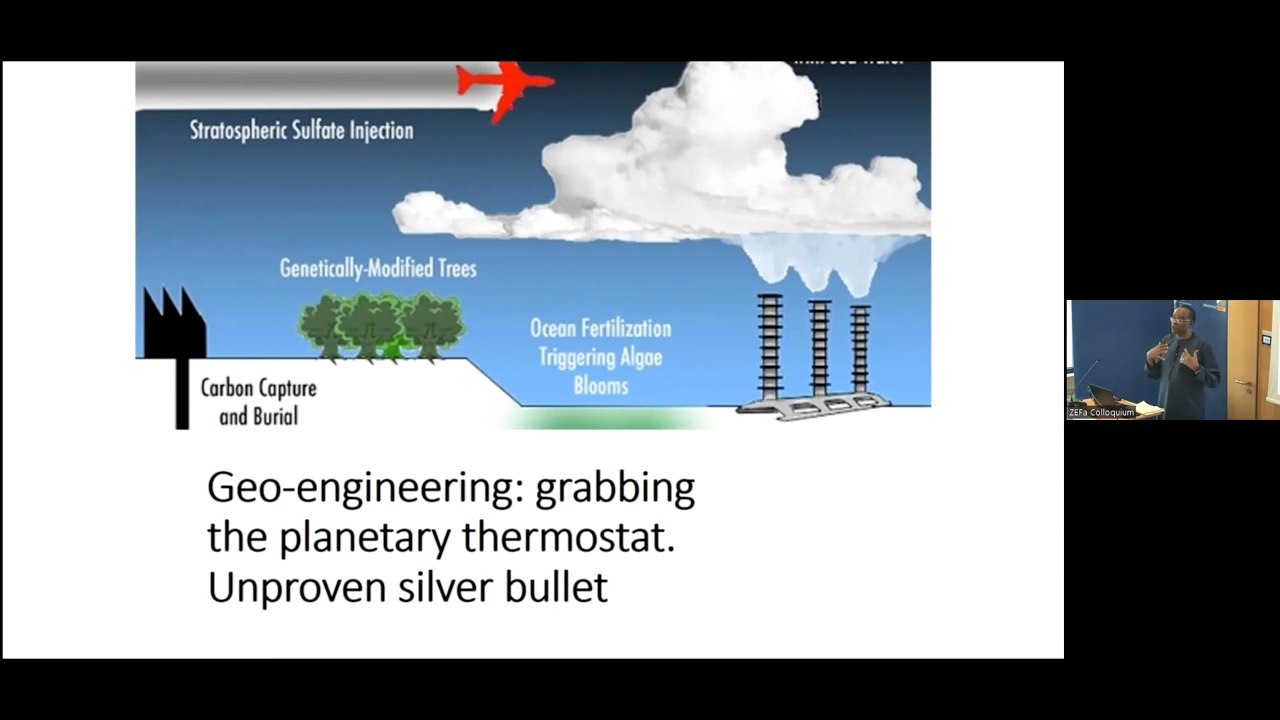 Stratospheric Sulfate Injection
Genetically-Modified Trees
Ocean Fertilization
Triggering Algae
Blooms
Carbon Capture
and Burial
Geo-engineering: grabbing
the planetary thermostat.
Unproven silver bullet
ZEFa Colloquium